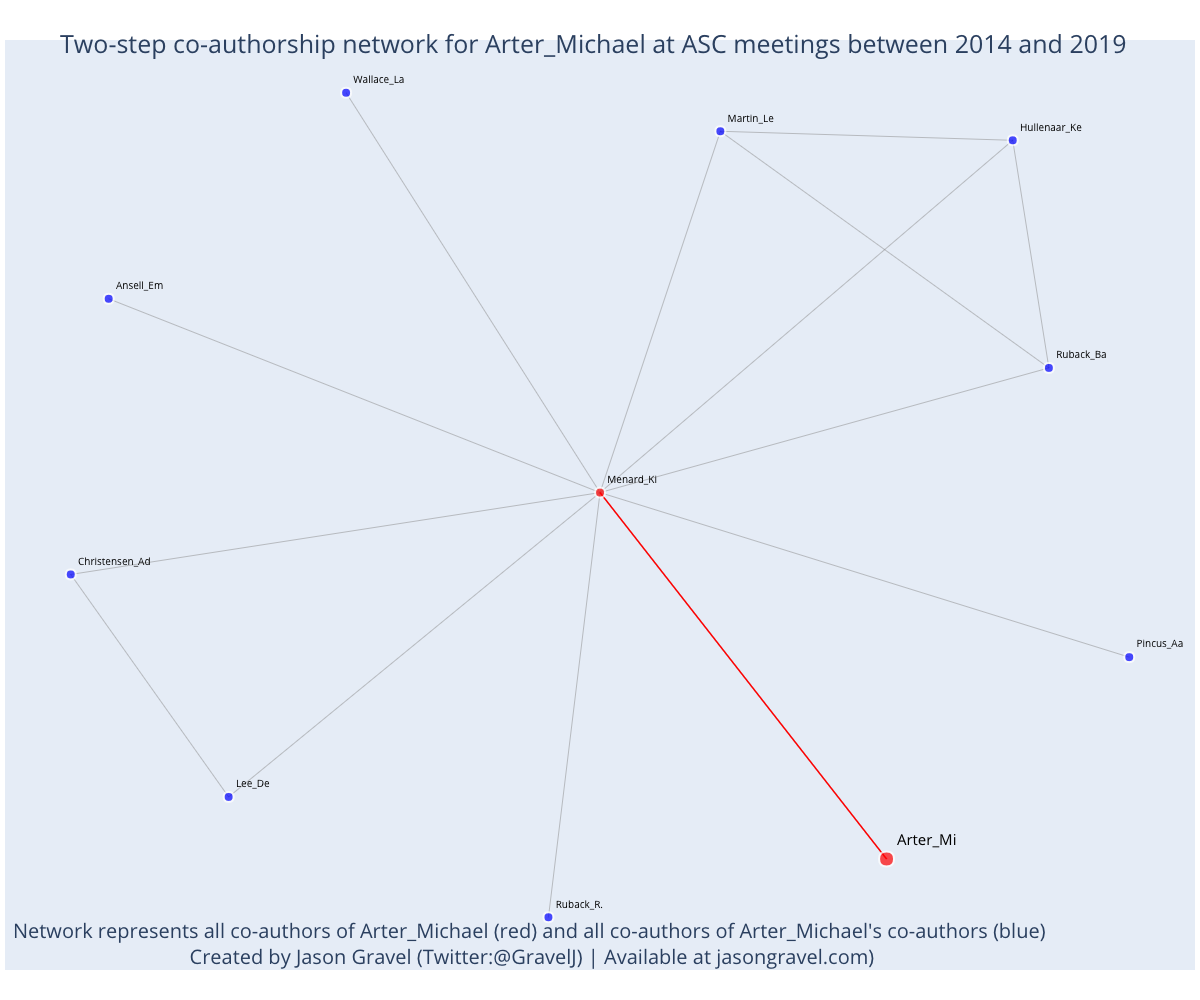 Two-step co-authorship network for Arter_Michael at ASC meetings between 2014 and 2019
Wallace_La
Martin_Le
Hullenaar_Ke
Ansell_Em
Ruback_Ba
Menard_Ki
Christensen_Ad
Pincus_Aa
Lee_De
Arter_Mi
Ruback_R.
Network represents all co-authors of Arter_Michael (red) and all co-authors of Arter_Michael's co-authors (blue)
Created by Jason Gravel (Twitter:@GravelJ) | Available at jasongravel.com)